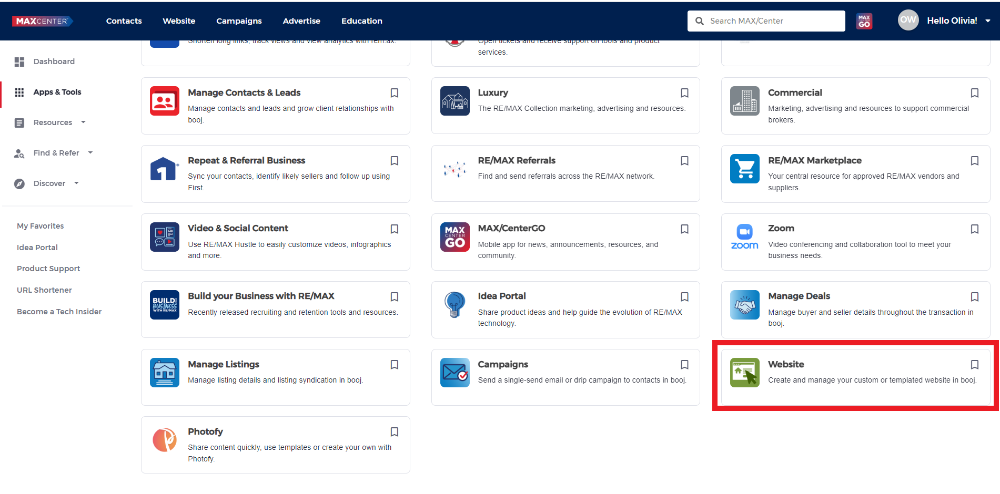 MAXCENTER
Contacts
Website
Campaigns
Advertise
Education
Search MAX/Center
MAX
CENTER
GO
OW
Hello Olivia!
Dashboard
Apps & Tools
Resources
Find & Refer
Discover
My Favorites
Idea Portal
Product Support
URL Shortener
Become a Tech Insider
Shorten long links, track views and view analytics with rem.ax.
Open tickets and receive support on tools and product
services.
Manage Contacts & Leads
Manage contacts and leads and grow client relationships with
booj.
Luxury
The RE/MAX Collection marketing, advertising and resources.
Commercial
Marketing, advertising and resources to support commercial
brokers.
1
Repeat & Referral Business
Sync your contacts, identify likely sellers and follow up using
First.
RE/MAX Referrals
Find and send referrals across the RE/MAX network.
RE/MAX Marketplace
Your central resource for approved RE/MAX vendors and
suppliers.
Video & Social Content
Use RE/MAX Hustle to easily customize videos, infographics
and more.
MAX
CENTER
GO
MAX/CenterGO
Mobile app for news, announcements, resources, and
community.
zoom
Zoom
Video conferencing and collaboration tool to meet your
business needs.
BUILD YOUR
BUSINESS
WITH RE/MAX
Build your Business with RE/MAX
Recently released recruiting and retention tools and resources.
Idea Portal
Share product ideas and help guide the evolution of RE/MAX
technology.
Manage Deals
Manage buyer and seller details throughout the transaction in
booj.
Manage Listings
Manage listing details and listing syndication in booj.
Campaigns
Send a single-send email or drip campaign to contacts in booj.
Website
Create and manage your custom or templated website in booj.
Photofy
Share content quickly, use templates or create your own with
Photofy.